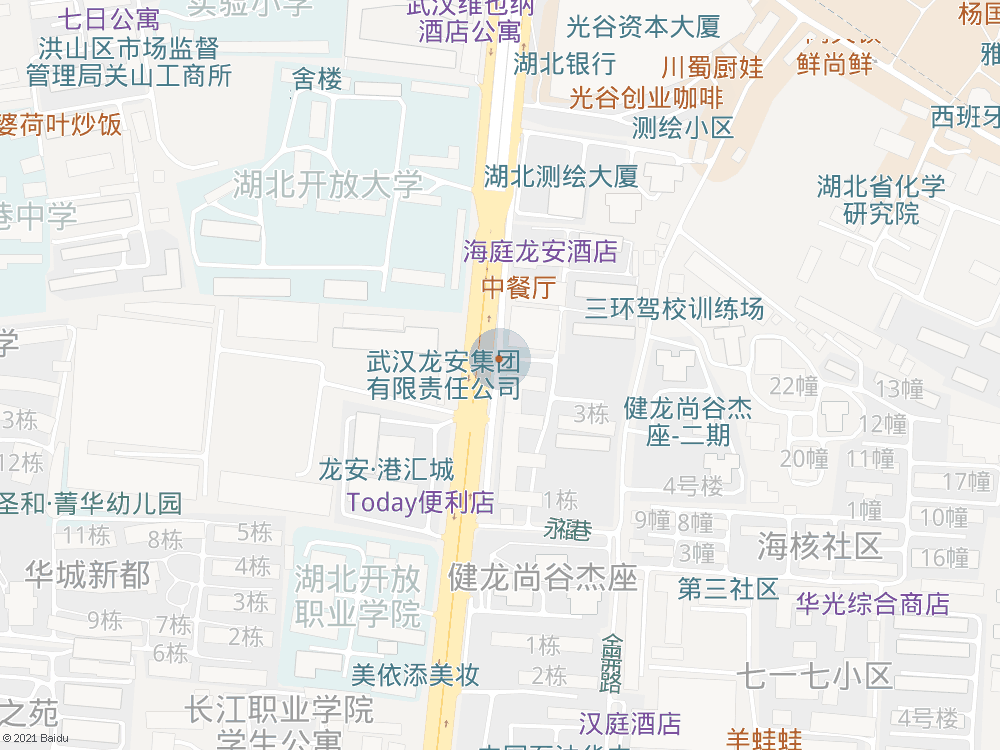 实验小学
武汉维也纳
酒店公寓
七日公寓
光谷资本大厦
杨国
洪山区市场监督
管理局关山工商所
舍楼
湖北银行
川蜀厨娃
鲜尚鲜
雅
光谷创业咖啡
婆荷叶炒饭
测绘小区
西班牙
湖北开放大学
湖北测绘大厦
湖北省化学
研究院
港中学
海庭龙安酒店
中餐厅
三环驾校训练场
学
武汉龙安集团
有限责任公司
22幢
13幢
3栋
3栋
健龙尚谷杰
座-二期
12幢
12栋
龙安·港汇城
20幢
11幢
4号楼
17幢
圣和·菁华幼儿园
Today便利店
1栋
1幢
10幢
9幢
8幢
11栋
8栋
5栋
永福巷
3幢
海核社区
16幢
华城新都
4栋
湖北开放
职业学院
健龙尚谷杰座
第三社区
华光综合商店
3栋
9栋
7栋
2栋
6栋
1栋
2栋
美依添美妆
七一七小区
之苑
长江职业学院
学生公寓
汉庭酒店
4号楼
羊蛙蛙
© 2021 Baidu